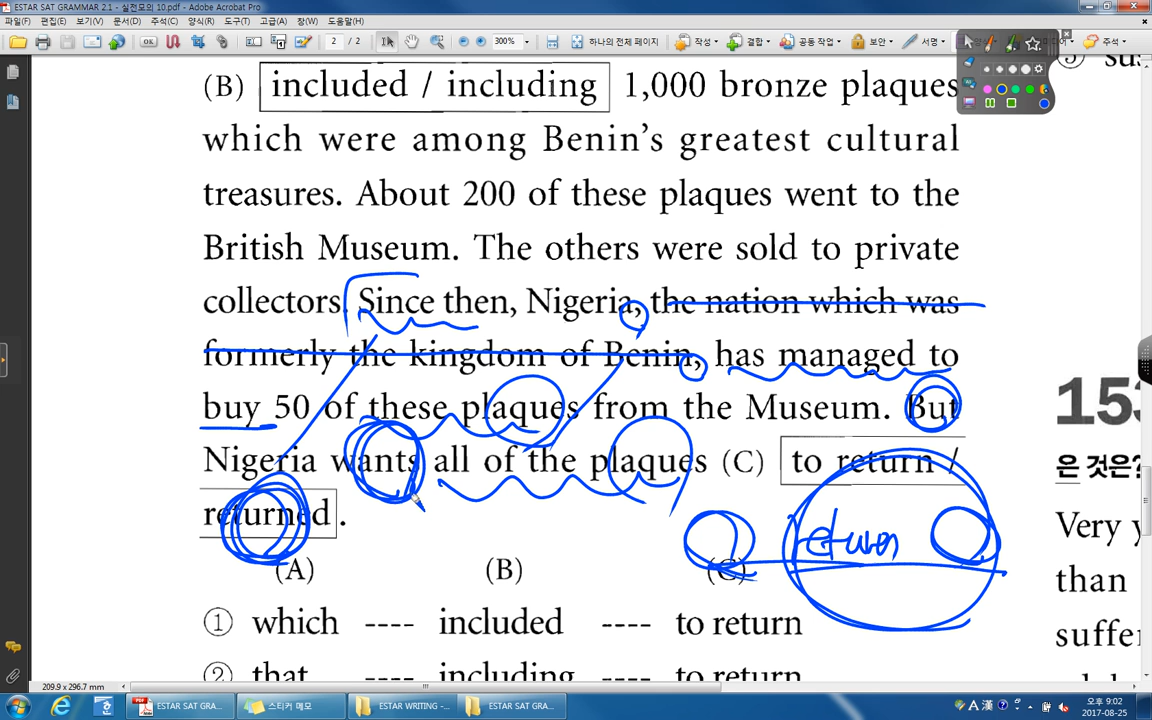 ESTAR SAT GRAMMAR 2.1 - 실전모의 10.pdf - Adobe Acrobat Pro
파일(F) 편집(E) 보기(V) 문서(D) 주석(C) 양식(R) 도구(T) 고급(A) 창(W) 도움말(H)
OK 2 / 2 300% 하나의 전체 페이지 작성 결합 공동 작업 보안 서명 주석
(B) included / including 1,000 bronze plaques
which were among Benin's greatest cultural
treasures. About 200 of these plaques went to the
British Museum. The others were sold to private
collectors. Since then, Nigeria, the nation which was
formerly the kingdom of Benin, has managed to
buy 50 of these plaques from the Museum. But
Nigeria wants all of the plaques (C) to return /
returned.
return
(A) (B) (C)
① which ---- included ---- to return
② that ---- including ---- to return
153
은 것은?
Very y
than
suffer
209.9 x 296.7 mm
ESTAR SAT GRA... 스티커 메모 ESTAR WRITING -... ESTAR SAT GRA...
A 漢
오후 9:02
2017-08-25